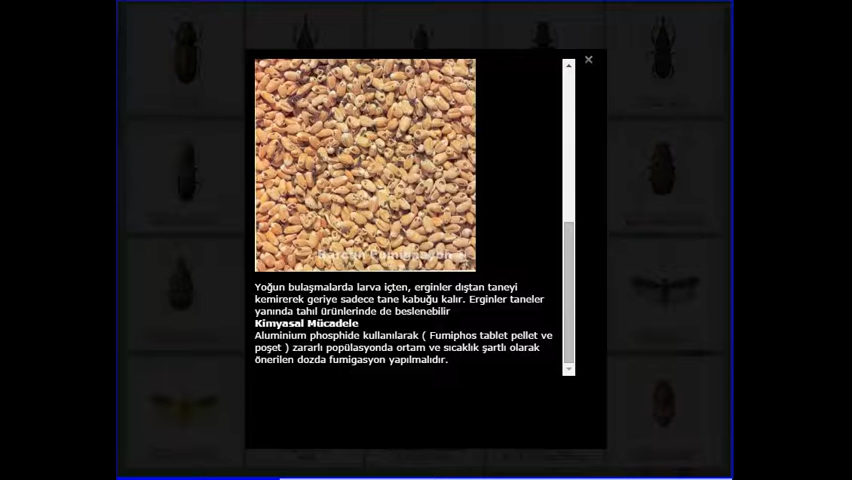 Barcan Fumigasyon
Yoğun bulaşmalarda larva içten, erginler dıştan taneyi
kemirerek geriye sadece tane kabuğu kalır. Erginler taneler
yanında tahıl ürünlerinde de beslenebilir
Kimyasal Mücadele
Aluminium phosphide kullanılarak ( Fumiphos tablet pellet ve
poşet ) zararlı popülasyonda ortam ve sıcaklık şartlı olarak
önerilen dozda fumigasyon yapılmalıdır.